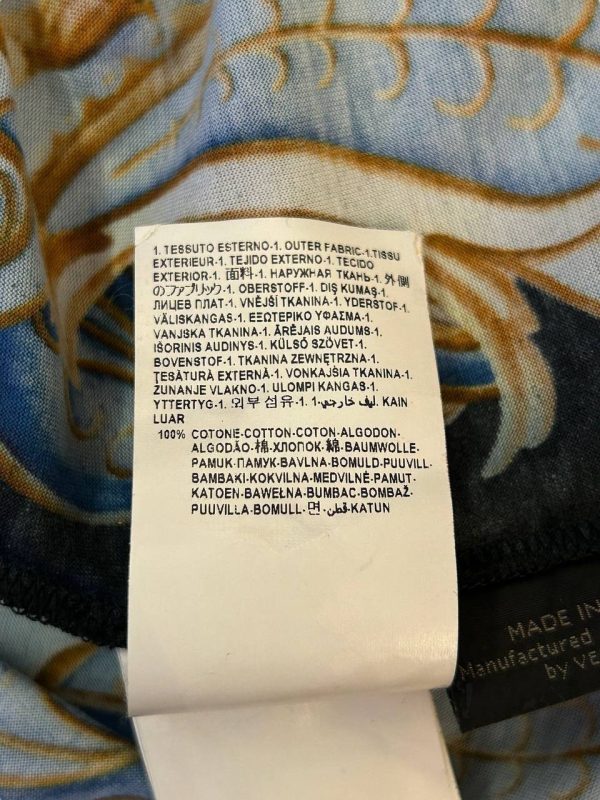 1. TESSUTO ESTERNO-1. OUTER FABRIC-1.TISSU
EXTERIEUR-1. TEJIDO EXTERNO-1. TECIDO
EXTERIOR-1. 面料-1. НАРУЖНАЯ ТКАНЬ-1. 外側
のファブリック-1. OBERSTOFF-1. DIŞ KUMAŞ-1.
ЛИЦЕВ ПЛАТ-1. VNĚJŠÍ TKANINA-1. YDERSTOF-1.
VÄLISKANGAS-1. ΕΞΩΤΕΡΙΚΟ ΥΦΑΣΜΑ-1.
VANJSKA TKANINA-1. ĀRĒJAIS AUDUMS-1.
IŠORINIS AUDINYS-1. KÜLSŐ SZÖVET-1.
BOVENSTOF-1. TKANINA ZEWNĘTRZNA-1.
ŢESĂTURĂ EXTERNĂ-1. VONKAJŠIA TKANINA-1.
ZUNANJE VLAKNO-1. ULOMPI KANGAS-1.
YTTERTYG-1. 외부 섬유-1. ليف خارجي.1. KAIN
LUAR
100% COTONE-COTTON-COTON-ALGODON-
ALGODÃO-棉-ХЛОПОК-綿-BAUMWOLLE-
PAMUK-ПАМУК-BAVLNA-BOMULD-PUUVILL-
ΒΑΜΒΑΚΙ-KOKVILNA-MEDVILNĖ-PAMUT-
KATOEN-BAWEŁNA-BUMBAC-BOMBAŽ-
PUUVILLA-BOMULL-면-قطن-KATUN
MADE IN
Manufactured
by VE